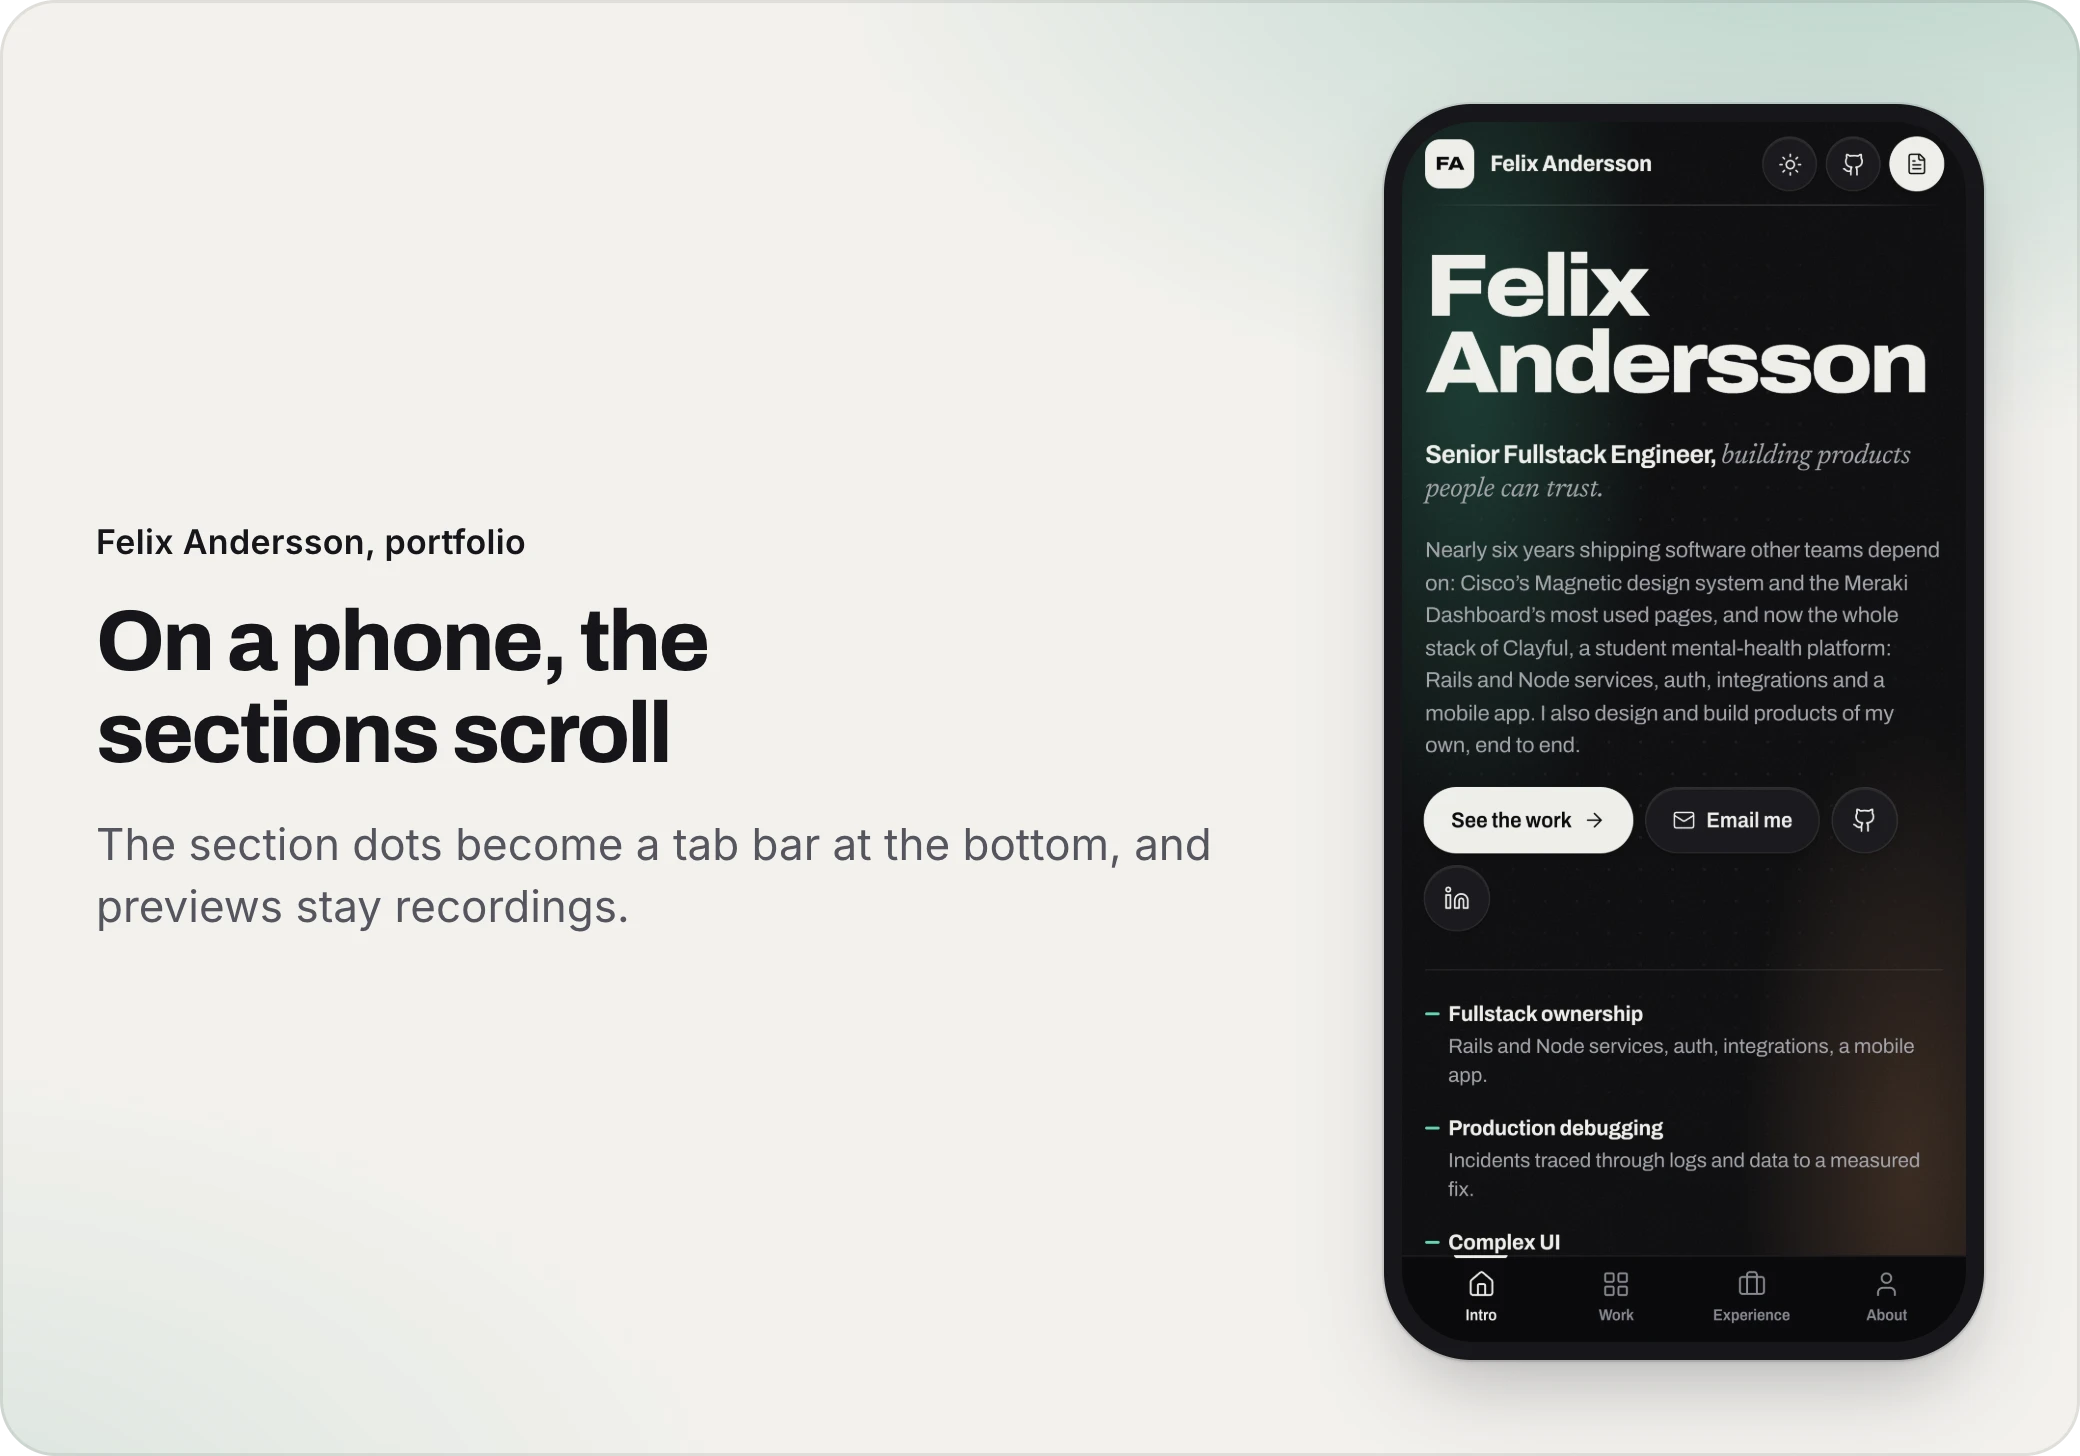 Felix Andersson, portfolio
On a phone, the
sections scroll
The section dots become a tab bar at the bottom, and
previews stay recordings.
FA
Felix Andersson
Felix
Andersson
Senior Fullstack Engineer, building products
people can trust.
Nearly six years shipping software other teams depend
on: Cisco’s Magnetic design system and the Meraki
Dashboard’s most used pages, and now the whole
stack of Clayful, a student mental-health platform:
Rails and Node services, auth, integrations and a
mobile app. I also design and build products of my
own, end to end.
See the work
Email me
Fullstack ownership
Rails and Node services, auth, integrations, a mobile
app.
Production debugging
Incidents traced through logs and data to a measured
fix.
Complex UI
Intro
Work
Experience
About